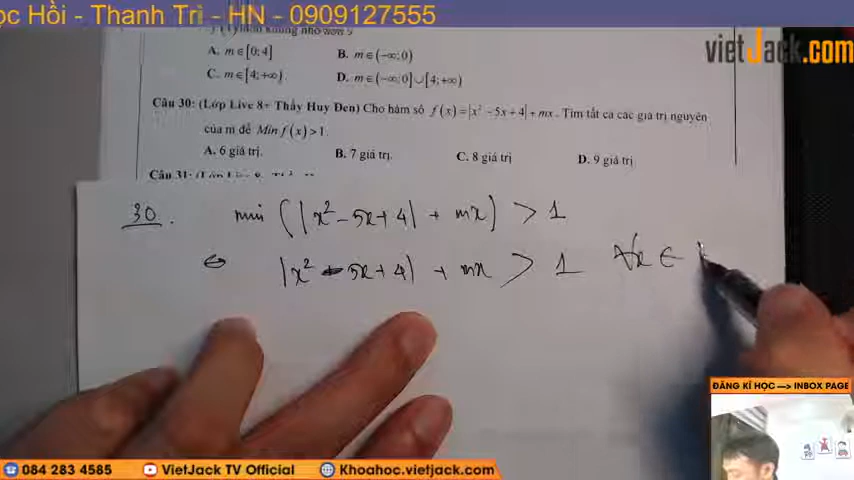 ọc Hồi - Thanh Trì - HN - 0909127555
vietJack.com
A. m∈[0;4]
B. m∈(-∞;0)
C. m∈[4;+∞)
D. m∈(-∞;0]∪[4;+∞)
Câu 30: (Lớp Live 8+ Thầy Huy Đen) Cho hàm số f(x)=|x²-5x+4|+mx. Tìm tất cả các giá trị nguyên
của m để Min f(x)>1.
A. 6 giá trị.
B. 7 giá trị.
C. 8 giá trị
D. 9 giá trị
Câu 31:
30. min (|x²-5x+4| + mx) > 1
⇔ |x²-5x+4| + mx > 1 ∀x ∈
ĐĂNG KÍ HỌC --> INBOX PAGE
084 283 4585 VietJack TV Official Khoahoc.vietjack.com